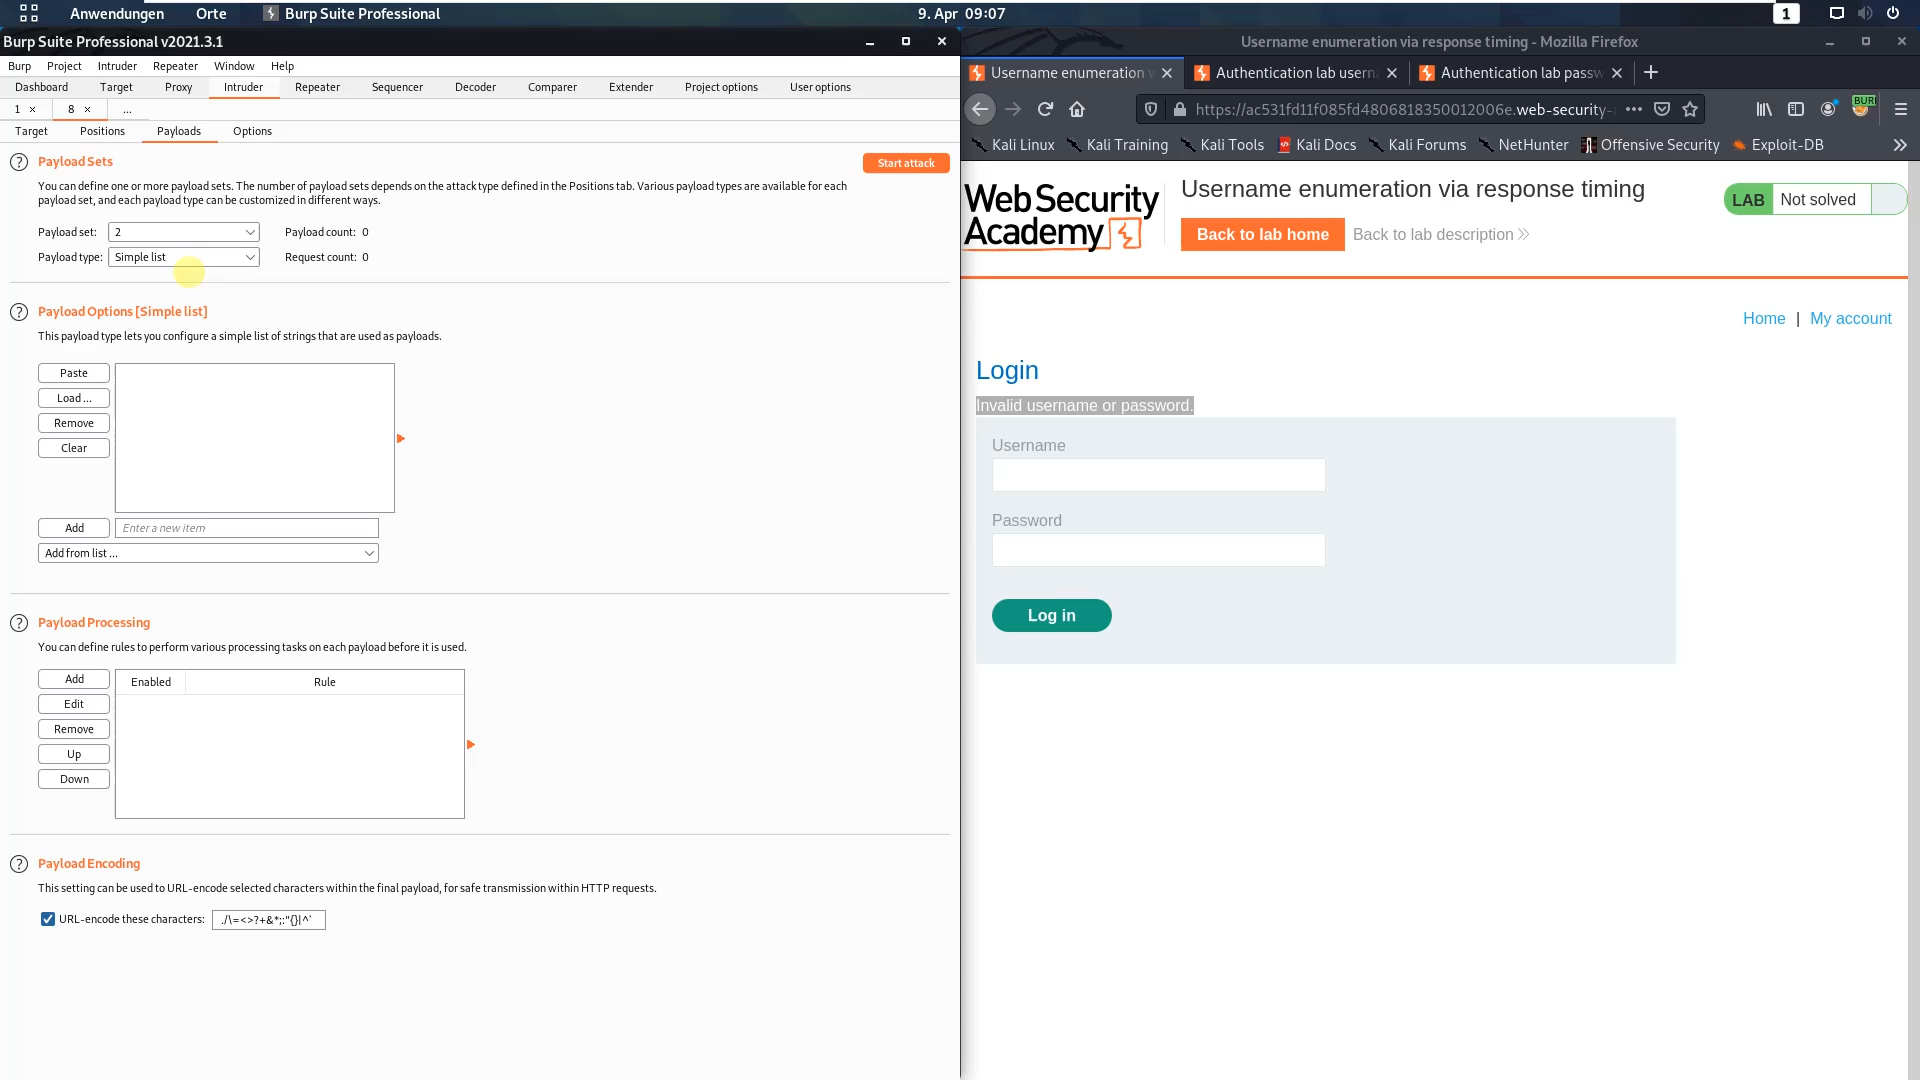 Anwendungen Orte Burp Suite Professional 9. Apr 09:07 1
Burp Suite Professional v2021.3.1
Burp Project Intruder Repeater Window Help
Dashboard Target Proxy Intruder Repeater Sequencer Decoder Comparer Extender Project options User options
1 × 8 × ...
Target Positions Payloads Options
? Payload Sets Start attack
You can define one or more payload sets. The number of payload sets depends on the attack type defined in the Positions tab. Various payload types are available for each
payload set, and each payload type can be customized in different ways.
Payload set: 2 Payload count: 0
Payload type: Simple list Request count: 0
? Payload Options [Simple list]
This payload type lets you configure a simple list of strings that are used as payloads.
Paste
Load ...
Remove
Clear
Add Enter a new item
Add from list ...
? Payload Processing
You can define rules to perform various processing tasks on each payload before it is used.
Add Enabled Rule
Edit
Remove
Up
Down
? Payload Encoding
This setting can be used to URL-encode selected characters within the final payload, for safe transmission within HTTP requests.
URL-encode these characters: ./\=<>?+&*;:"{}|^`
Username enumeration via response timing - Mozilla Firefox
Username enumeration v Authentication lab usern Authentication lab passw
https://ac531fd11f085fd4806818350012006e.web-security- BURP
Kali Linux Kali Training Kali Tools Kali Docs Kali Forums NetHunter Offensive Security Exploit-DB
Web Security
Academy
Username enumeration via response timing
Back to lab home Back to lab description
LAB Not solved
Home | My account
Login
Invalid username or password.
Username
Password
Log in